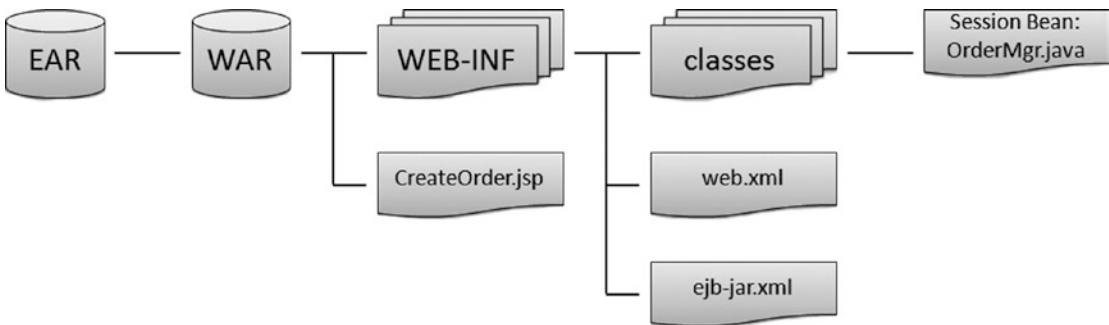 EAR
WAR
WEB-INF
classes
Session Bean:
OrderMgr.java
CreateOrder.jsp
web.xml
ejb-jar.xml